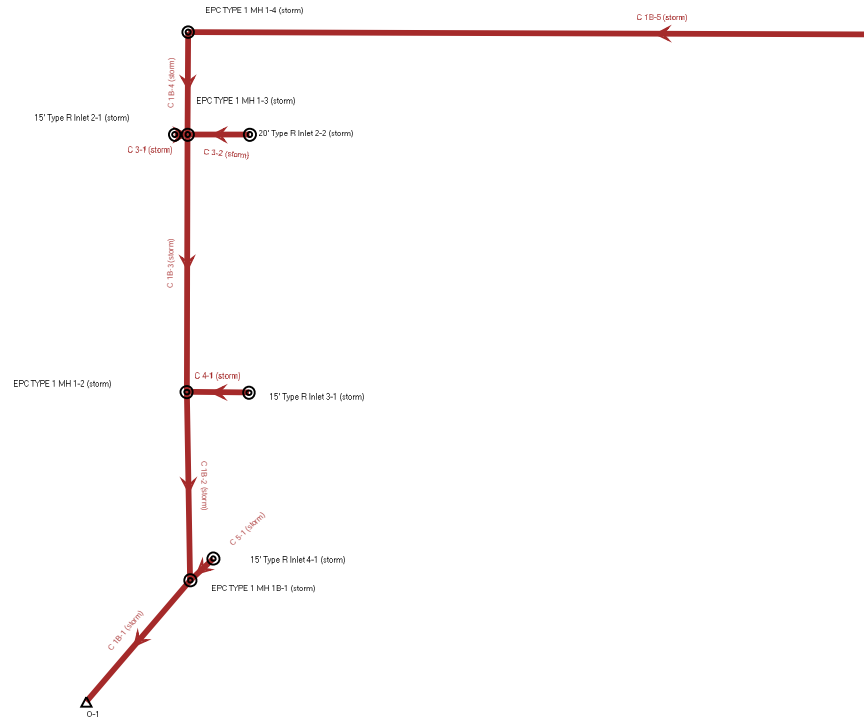 EPC TYPE 1 MH 1-4 (storm)
C 1B-5 (storm)
C 1B-4 (storm)
EPC TYPE 1 MH 1-3 (storm)
15' Type R Inlet 2-1 (storm)
20' Type R Inlet 2-2 (storm)
C 3-1 (storm)
C 3-2 (storm)
C 1B-3 (storm)
C 4-1 (storm)
EPC TYPE 1 MH 1-2 (storm)
15' Type R Inlet 3-1 (storm)
C 1B-2 (storm)
C 5-1 (storm)
15' Type R Inlet 4-1 (storm)
EPC TYPE 1 MH 1B-1 (storm)
C 1B-1 (storm)
O-1